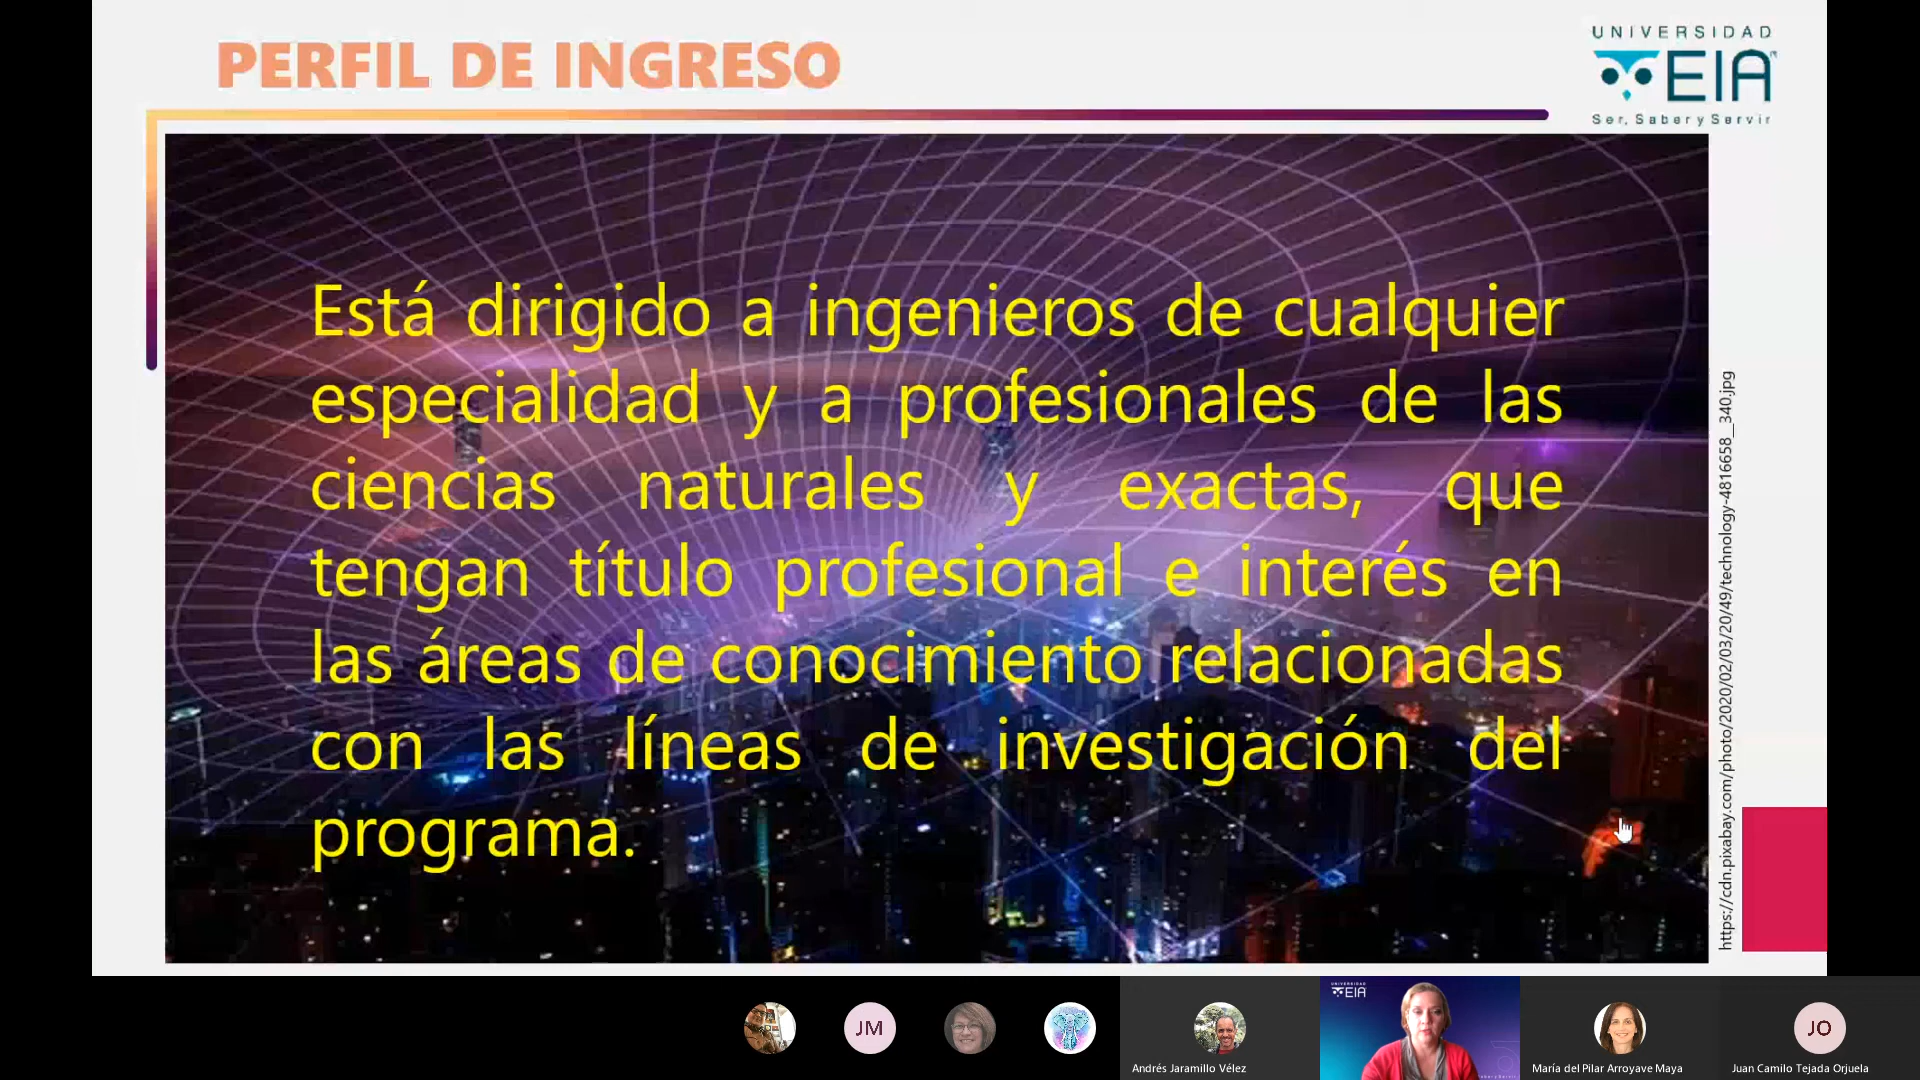 PERFIL DE INGRESO
UNIVERSIDAD
EIA
Ser, Saber y Servir
Está dirigido a ingenieros de cualquier
especialidad y a profesionales de las
ciencias naturales y exactas, que
tengan título profesional e interés en
las áreas de conocimiento relacionadas
con las líneas de investigación del
programa.
https://cdn.pixabay.com/photo/2020/02/03/20/49/technology-4816658__340.jpg
JM
Andrés Jaramillo Vélez
UNIVERSIDAD
EIA
María del Pilar Arroyave Maya
JO
Juan Camilo Tejada Orjuela